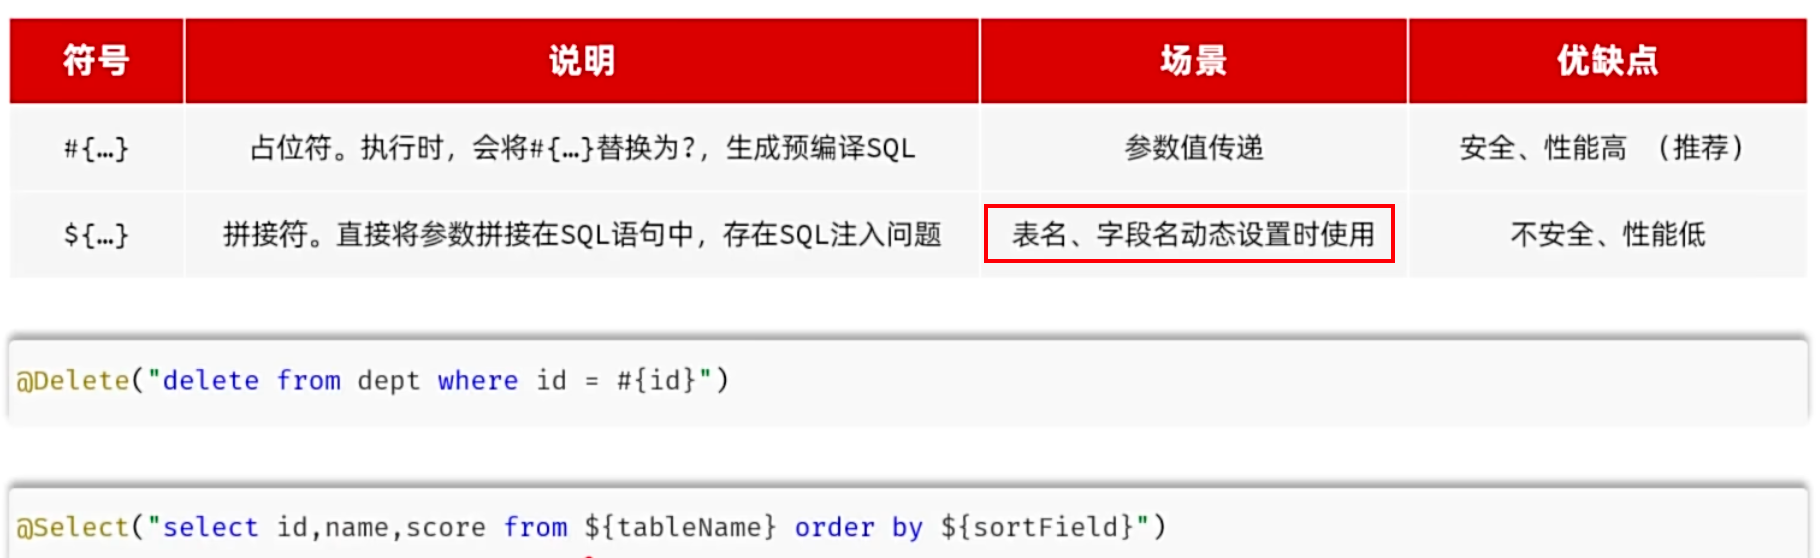 符号 说明 场景 优缺点
#{…} 占位符。执行时，会将#{…}替换为?，生成预编译SQL 参数值传递 安全、性能高 （推荐）
${…} 拼接符。直接将参数拼接在SQL语句中，存在SQL注入问题 表名、字段名动态设置时使用 不安全、性能低
@Delete("delete from dept where id = #{id}")
@Select("select id,name,score from ${tableName} order by ${sortField}")